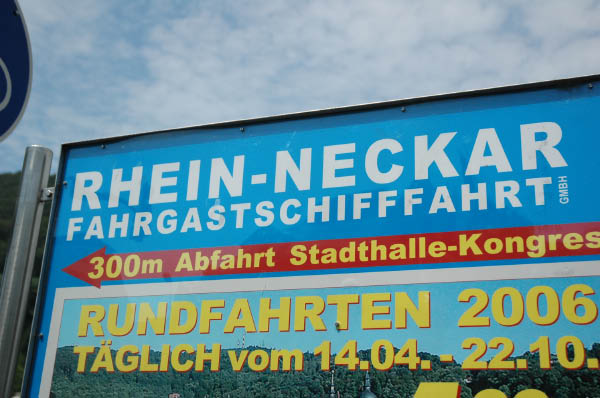 RHEIN-NECKAR
FAHRGASTSCHIFFFAHRT GMBH
300m Abfahrt Stadthalle-Kongres
RUNDFAHRTEN 2006
TÄGLICH vom 14.04. - 22.10.